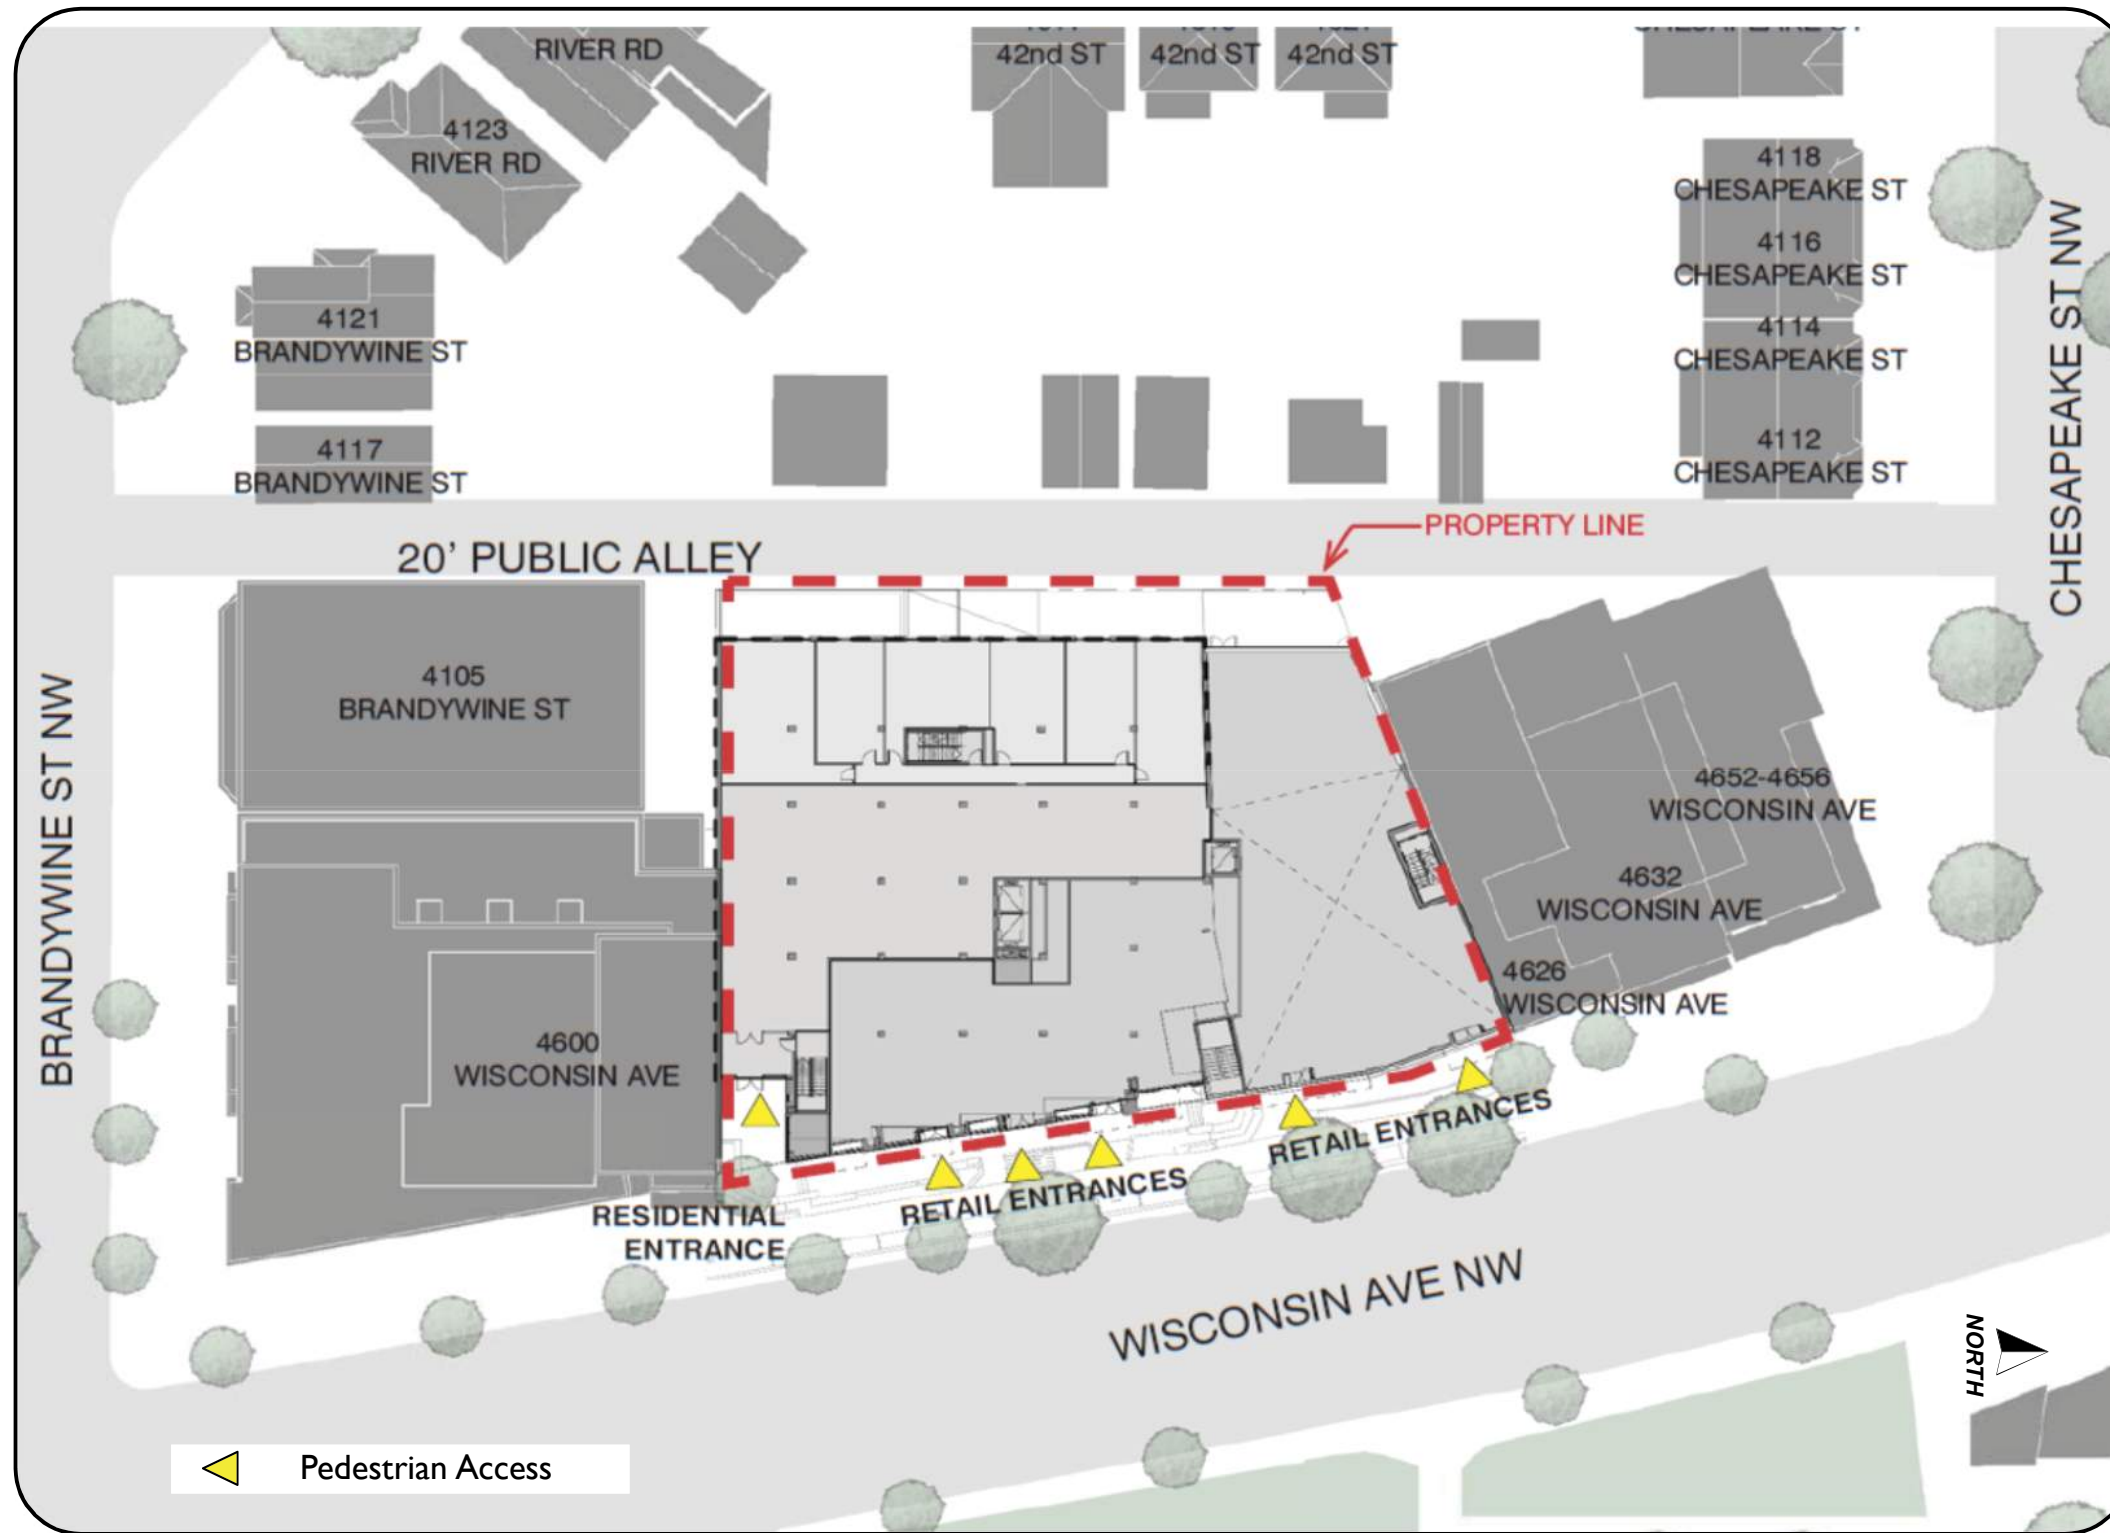 RIVER RD
42nd ST
42nd ST
42nd ST
4123
RIVER RD
4118
CHESAPEAKE ST
4116
CHESAPEAKE ST
4114
CHESAPEAKE ST
4112
CHESAPEAKE ST
4121
BRANDYWINE ST
4117
BRANDYWINE ST
CHESAPEAKE ST NW
PROPERTY LINE
20' PUBLIC ALLEY
4105
BRANDYWINE ST
BRANDYWINE ST NW
4652-4656
WISCONSIN AVE
4632
WISCONSIN AVE
4626
WISCONSIN AVE
4600
WISCONSIN AVE
RETAIL ENTRANCES
RETAIL ENTRANCES
RESIDENTIAL
ENTRANCE
WISCONSIN AVE NW
NORTH
Pedestrian Access